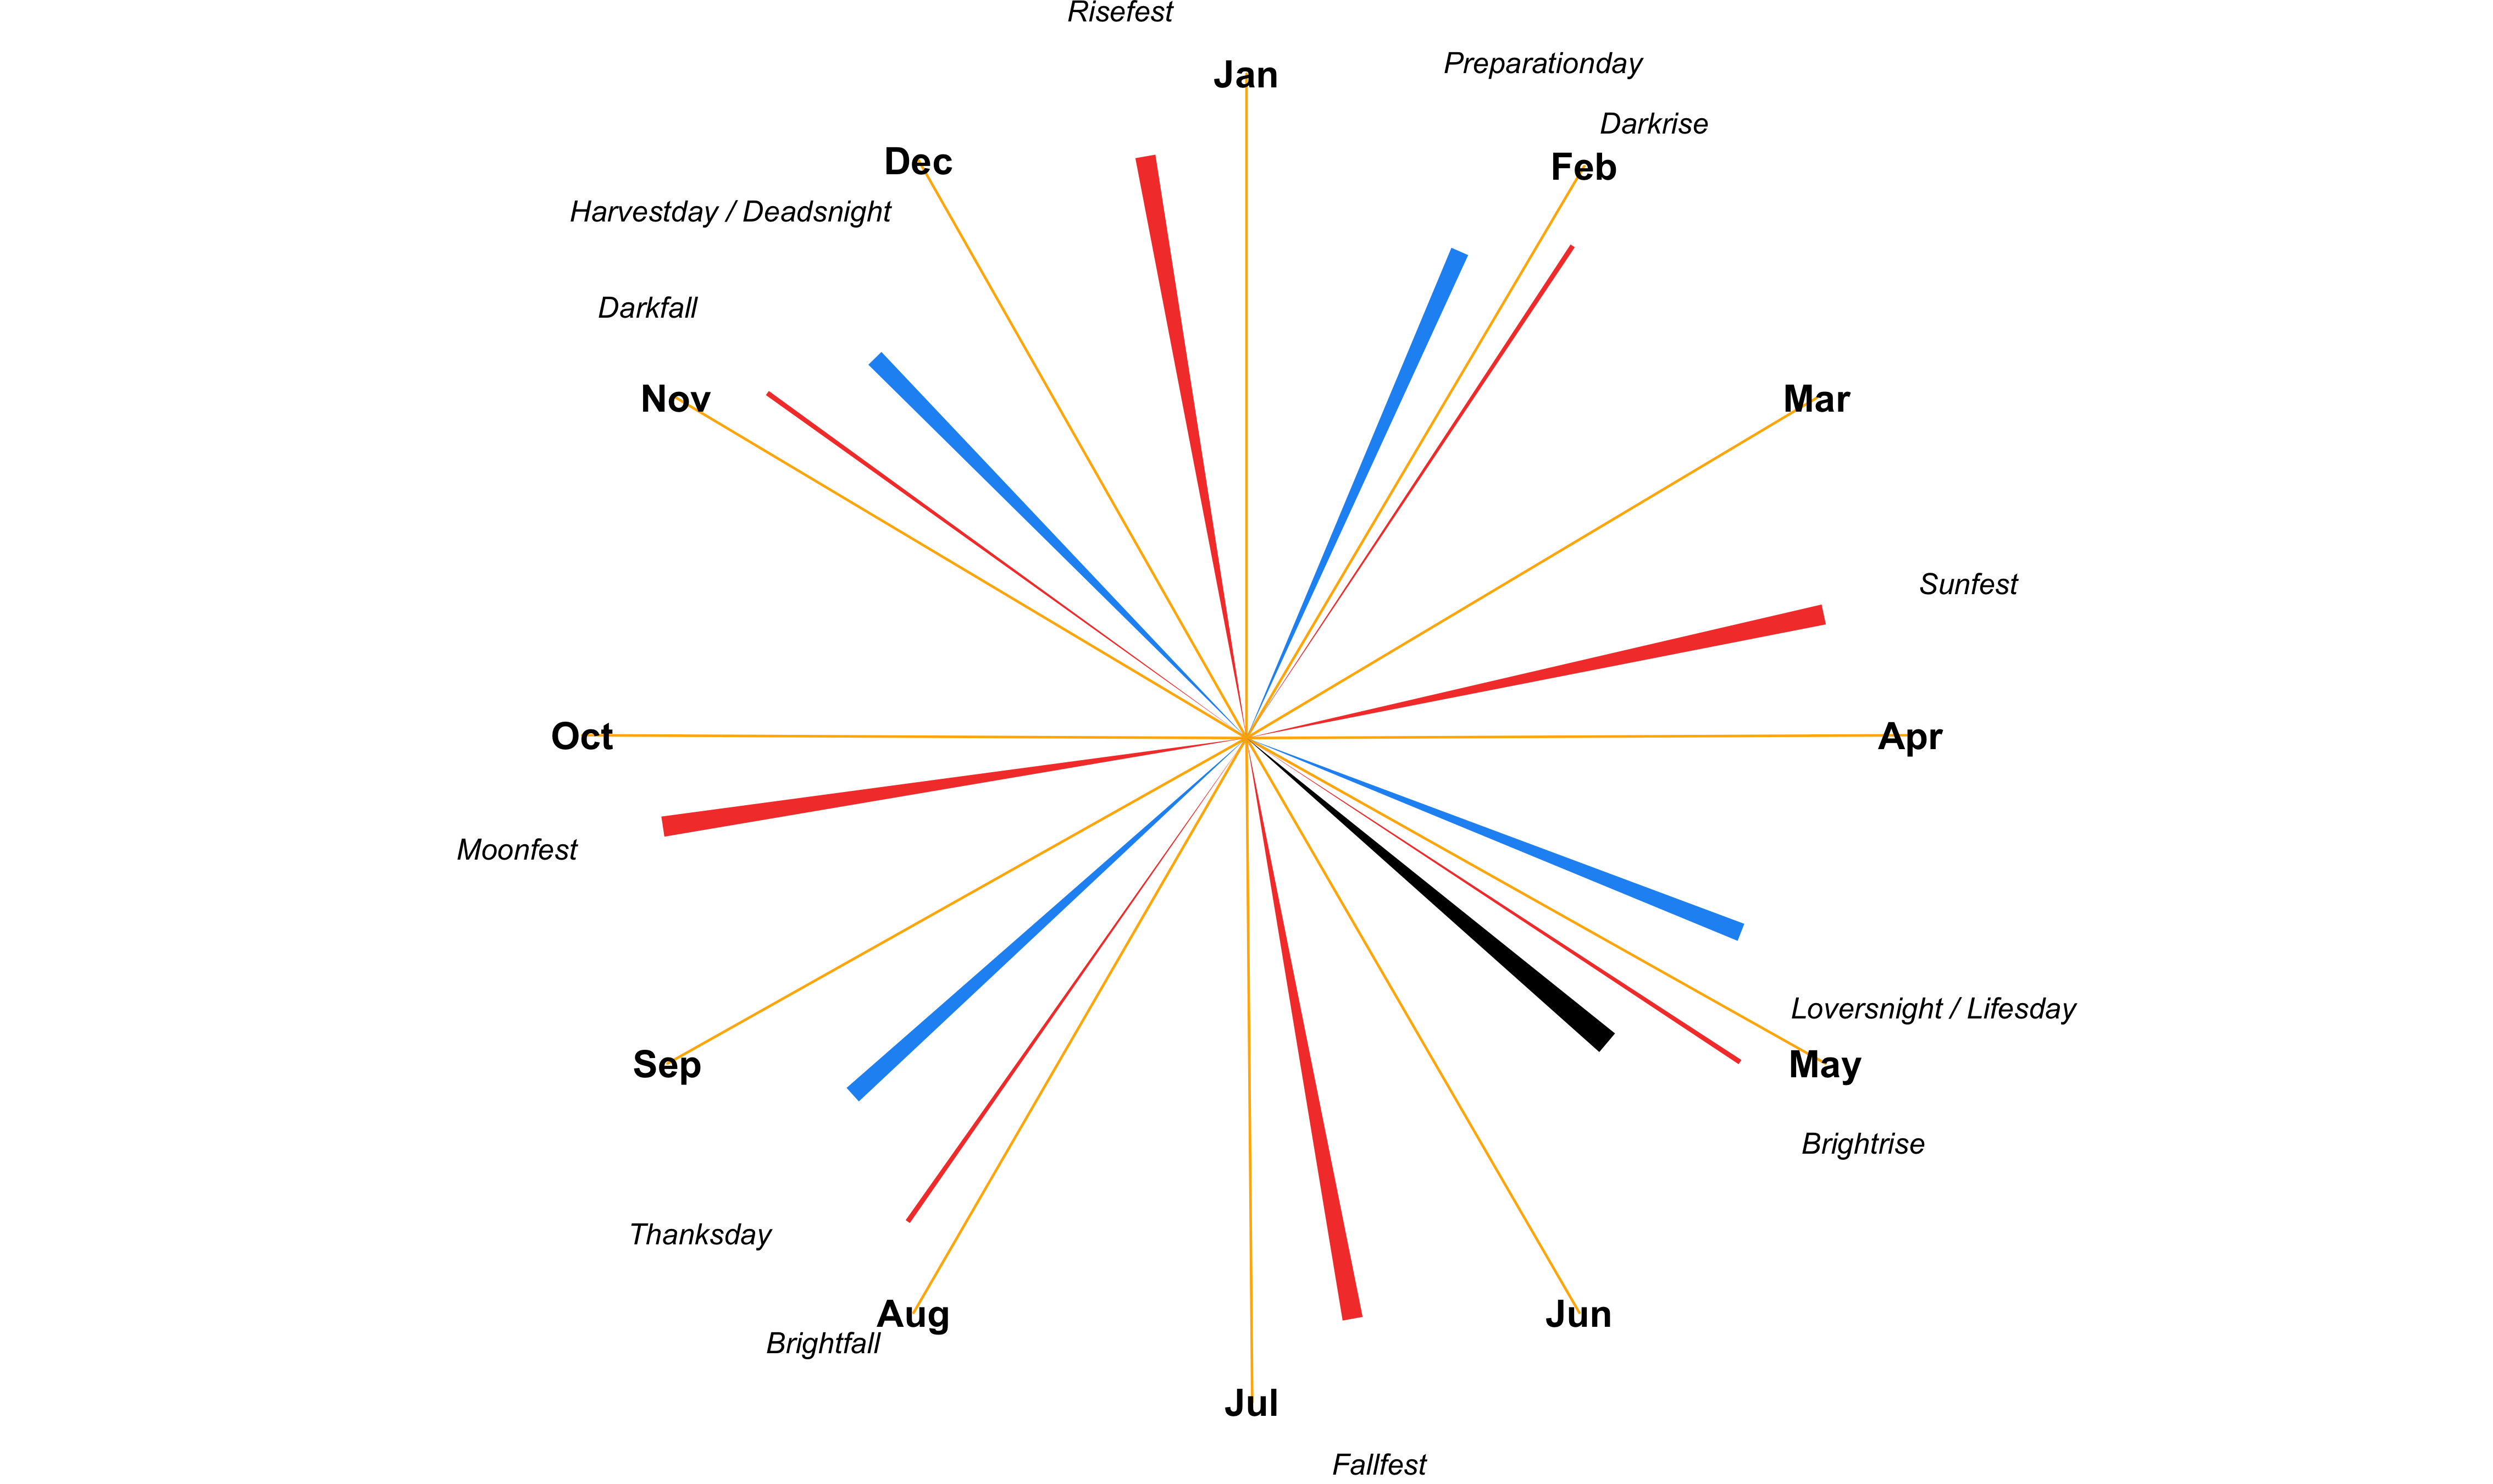 Risefest
Preparationday
Jan
Darkrise
Dec
Feb
Harvestday / Deadsnight
Darkfall
Nov
Mar
Sunfest
Oct
Apr
Moonfest
Loversnight / Lifesday
Sep
May
Brightrise
Thanksday
Aug
Jun
Brightfall
Jul
Fallfest